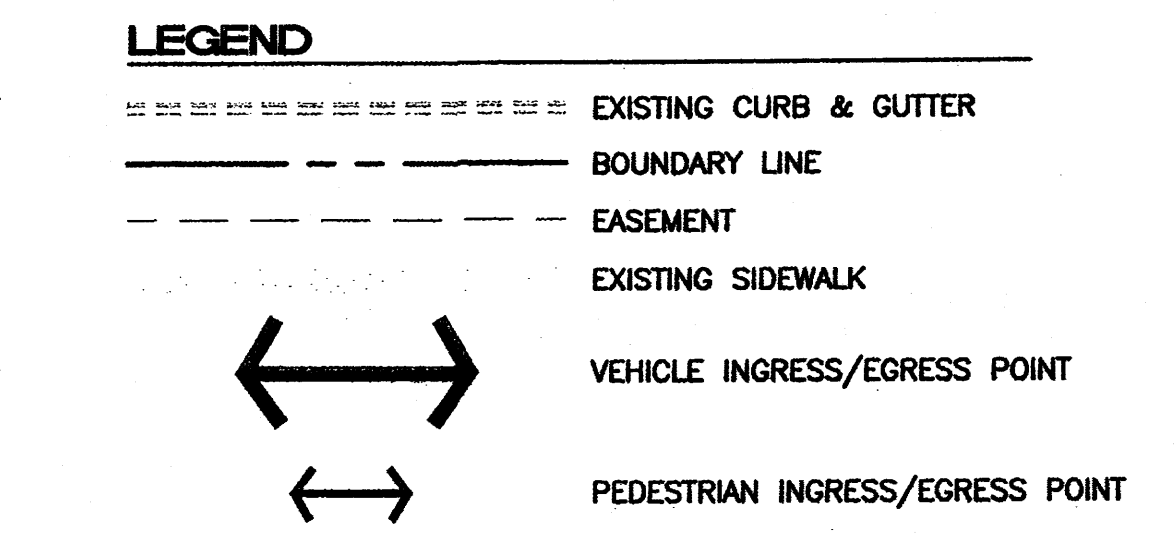 LEGEND
EXISTING CURB & GUTTER
BOUNDARY LINE
EASEMENT
EXISTING SIDEWALK
VEHICLE INGRESS/EGRESS POINT
PEDESTRIAN INGRESS/EGRESS POINT